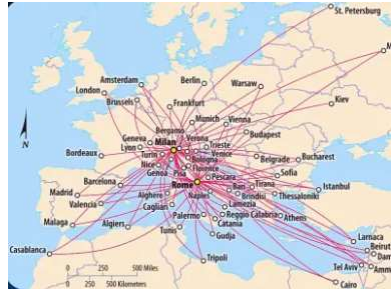 St. Petersburg
M
Amsterdam
Berlin
London
Warsaw
Brussels
Kiev
Frankfurt
N
Munich
Vienna
Bergamo
Geneva
Verona
Budapest
Milan
Trieste
Lyon
Venice
Bordeaux
Turin
Bologna
Belgrade
Bucharest
Nice
Florence
Genoa
Pisa
Pescara
Sofia
Barcelona
Rome
Tirana
Istanbul
Madrid
Alghero
Bari
Naples
Brindisi
Thessaloniki
Valencia
Cagliari
Lamezia
Palermo
Reggio Calabria
Athens
Malaga
Algiers
Catania
Tunis
Gudja
Larnaca
Casablanca
Beirut
Dam
0 500 Miles
Tripoli
Tel Aviv
Amm
0 500 Kilometers
Cairo